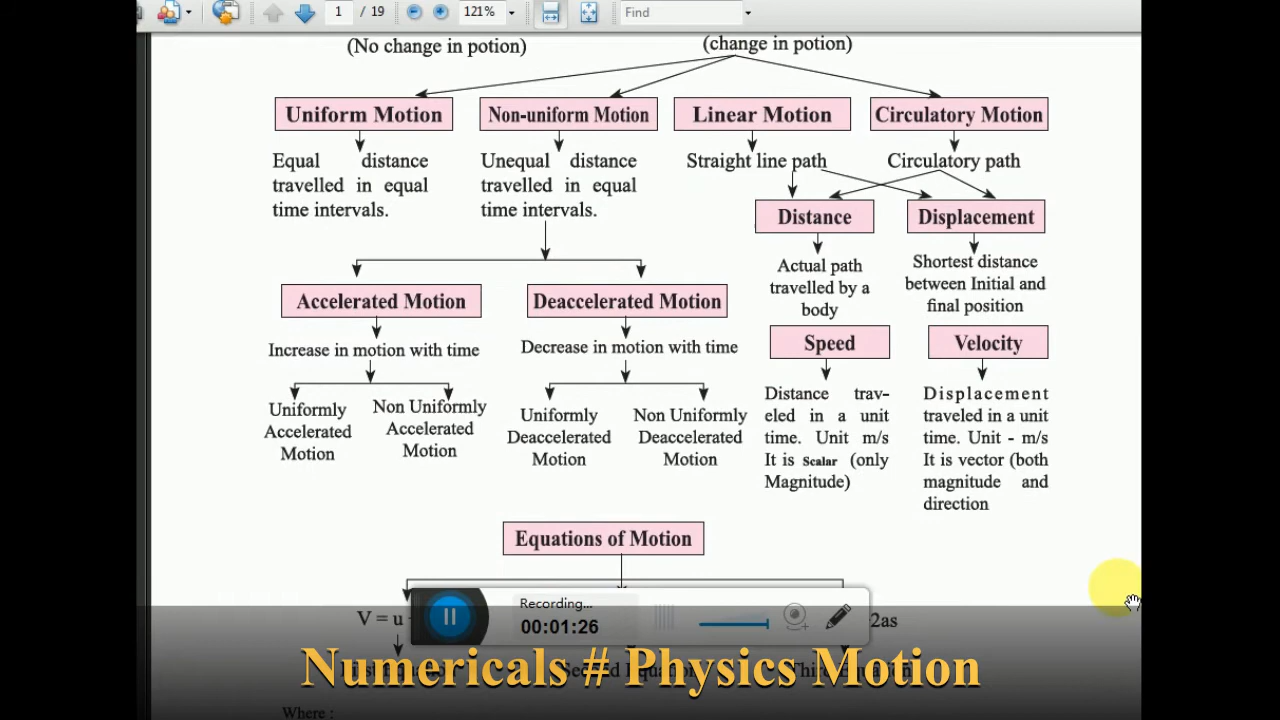 1 / 19 121% Find
(No change in potion) (change in potion)
Uniform Motion Non-uniform Motion Linear Motion Circulatory Motion
Equal distance
travelled in equal
time intervals.
Unequal distance
travelled in equal
time intervals.
Straight line path
Circulatory path
Distance Displacement
Actual path
travelled by a
body
Shortest distance
between Initial and
final position
Accelerated Motion Deaccelerated Motion
Increase in motion with time
Decrease in motion with time
Uniformly
Accelerated
Motion
Non Uniformly
Accelerated
Motion
Uniformly
Deaccelerated
Motion
Non Uniformly
Deaccelerated
Motion
Speed Velocity
Distance trav-
eled in a unit
time. Unit m/s
It is Scalar (only
Magnitude)
Displacement
traveled in a unit
time. Unit - m/s
It is vector (both
magnitude and
direction
Equations of Motion
Recording...
00:01:26
V = u
2as
Numericals # Physics Motion
Where :